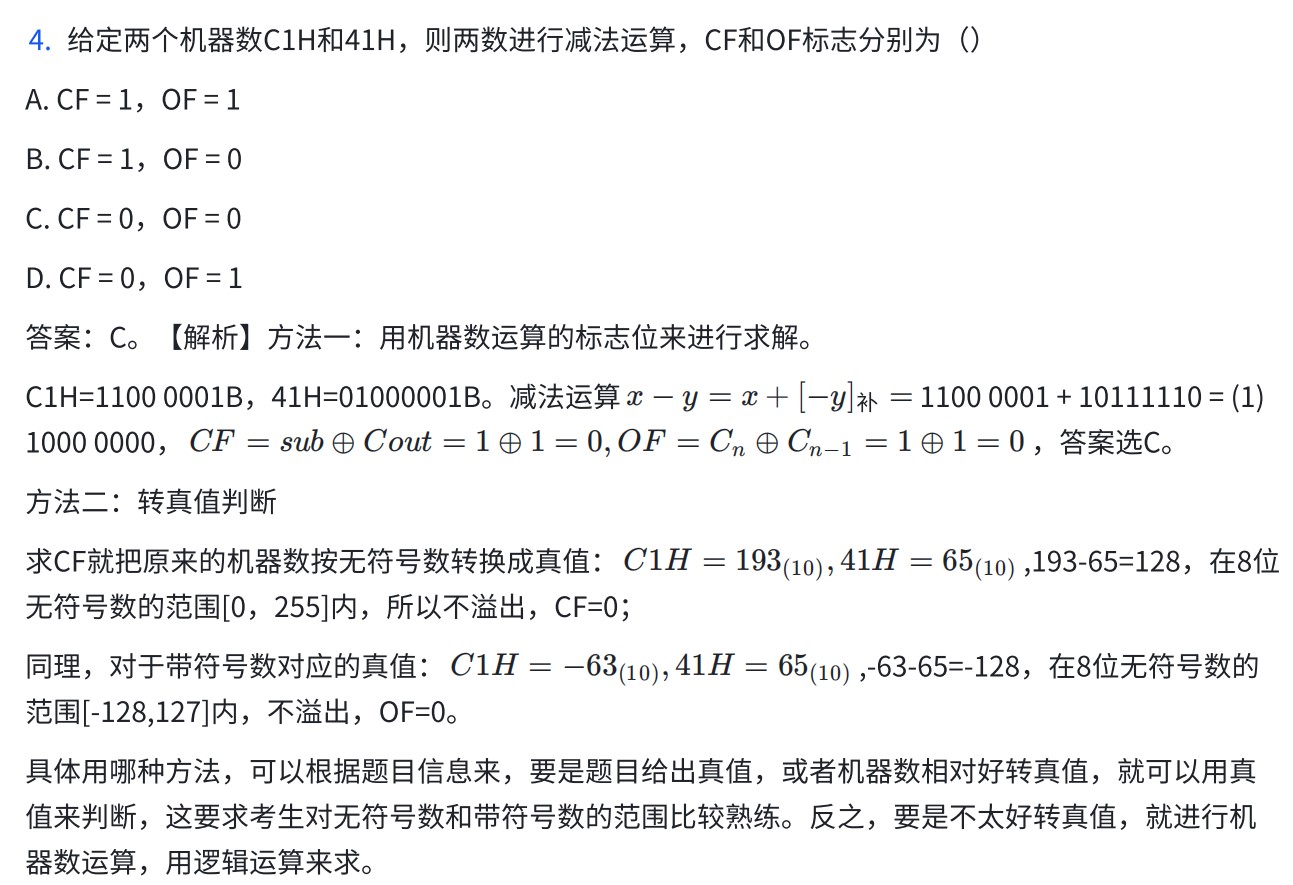 4. 给定两个机器数C1H和41H，则两数进行减法运算，CF和OF标志分别为（）
A. CF = 1，OF = 1
B. CF = 1，OF = 0
C. CF = 0，OF = 0
D. CF = 0，OF = 1
答案：C。【解析】方法一：用机器数运算的标志位来进行求解。
C1H=1100 0001B，41H=01000001B。减法运算 x − y = x + [−y]补 = 1100 0001 + 10111110 = (1)
1000 0000， CF = sub ⊕ Cout = 1 ⊕ 1 = 0, OF = Cₙ ⊕ Cₙ₋₁ = 1 ⊕ 1 = 0 ，答案选C。
方法二：转真值判断
求CF就把原来的机器数按无符号数转换成真值： C1H = 193₍₁₀₎, 41H = 65₍₁₀₎ ,193-65=128，在8位
无符号数的范围[0，255]内，所以不溢出，CF=0；
同理，对于带符号数对应的真值： C1H = −63₍₁₀₎, 41H = 65₍₁₀₎ ,-63-65=-128，在8位无符号数的
范围[-128,127]内，不溢出，OF=0。
具体用哪种方法，可以根据题目信息来，要是题目给出真值，或者机器数相对好转真值，就可以用真
值来判断，这要求考生对无符号数和带符号数的范围比较熟练。反之，要是不太好转真值，就进行机
器数运算，用逻辑运算来求。